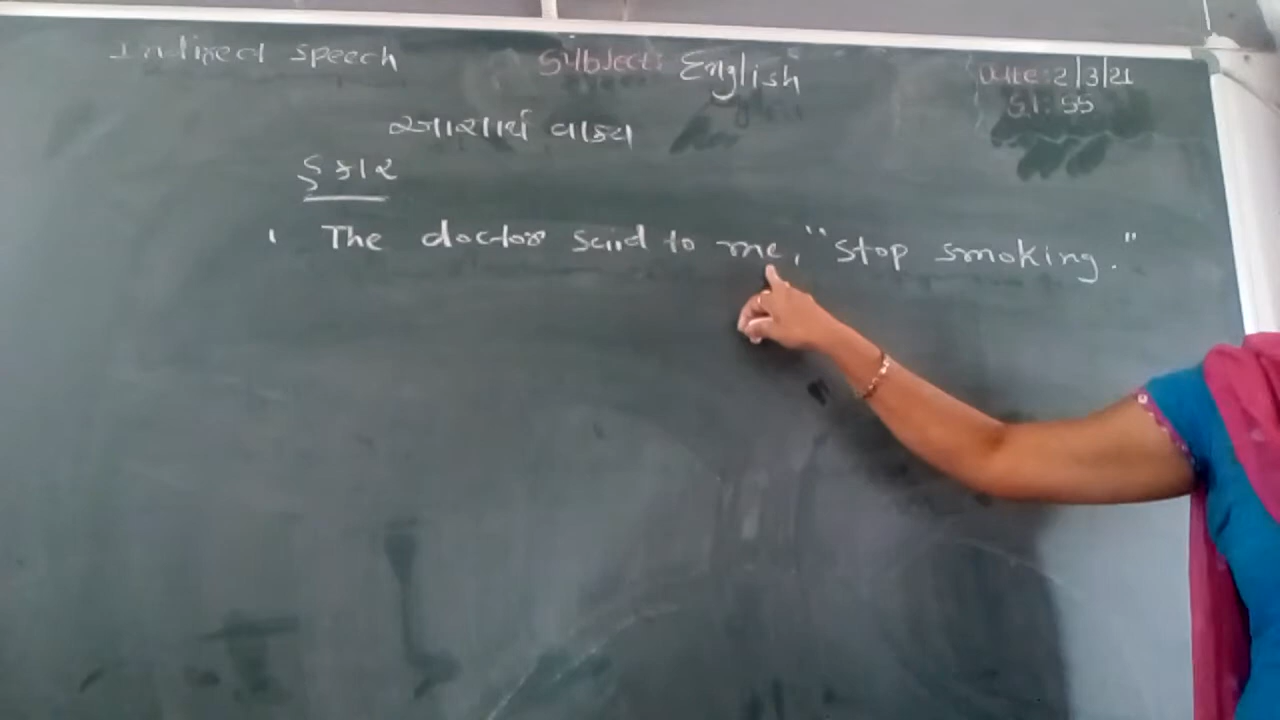 Indirect speech Subject: English Date: 2/3/21
St: 55
આજ્ઞાર્થ વાક્ય
હકાર
1 The doctor said to me, "stop smoking."